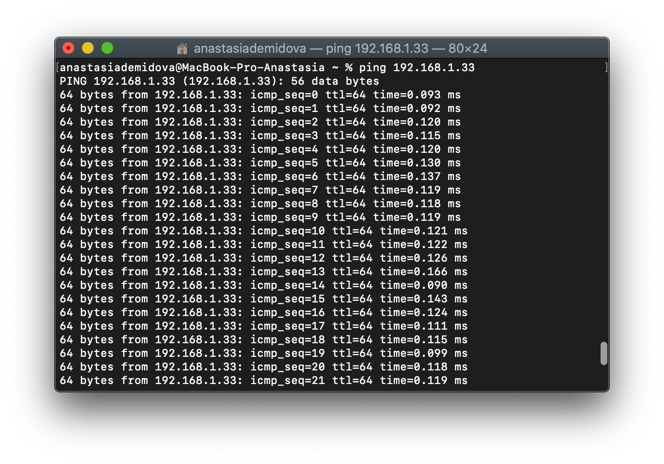 anastasiademidova — ping 192.168.1.33 — 80×24
[anastasiademidova@MacBook-Pro-Anastasia ~ % ping 192.168.1.33 ]
PING 192.168.1.33 (192.168.1.33): 56 data bytes
64 bytes from 192.168.1.33: icmp_seq=0 ttl=64 time=0.093 ms
64 bytes from 192.168.1.33: icmp_seq=1 ttl=64 time=0.092 ms
64 bytes from 192.168.1.33: icmp_seq=2 ttl=64 time=0.120 ms
64 bytes from 192.168.1.33: icmp_seq=3 ttl=64 time=0.115 ms
64 bytes from 192.168.1.33: icmp_seq=4 ttl=64 time=0.120 ms
64 bytes from 192.168.1.33: icmp_seq=5 ttl=64 time=0.130 ms
64 bytes from 192.168.1.33: icmp_seq=6 ttl=64 time=0.137 ms
64 bytes from 192.168.1.33: icmp_seq=7 ttl=64 time=0.119 ms
64 bytes from 192.168.1.33: icmp_seq=8 ttl=64 time=0.118 ms
64 bytes from 192.168.1.33: icmp_seq=9 ttl=64 time=0.119 ms
64 bytes from 192.168.1.33: icmp_seq=10 ttl=64 time=0.121 ms
64 bytes from 192.168.1.33: icmp_seq=11 ttl=64 time=0.122 ms
64 bytes from 192.168.1.33: icmp_seq=12 ttl=64 time=0.126 ms
64 bytes from 192.168.1.33: icmp_seq=13 ttl=64 time=0.166 ms
64 bytes from 192.168.1.33: icmp_seq=14 ttl=64 time=0.090 ms
64 bytes from 192.168.1.33: icmp_seq=15 ttl=64 time=0.143 ms
64 bytes from 192.168.1.33: icmp_seq=16 ttl=64 time=0.124 ms
64 bytes from 192.168.1.33: icmp_seq=17 ttl=64 time=0.111 ms
64 bytes from 192.168.1.33: icmp_seq=18 ttl=64 time=0.115 ms
64 bytes from 192.168.1.33: icmp_seq=19 ttl=64 time=0.099 ms
64 bytes from 192.168.1.33: icmp_seq=20 ttl=64 time=0.118 ms
64 bytes from 192.168.1.33: icmp_seq=21 ttl=64 time=0.119 ms